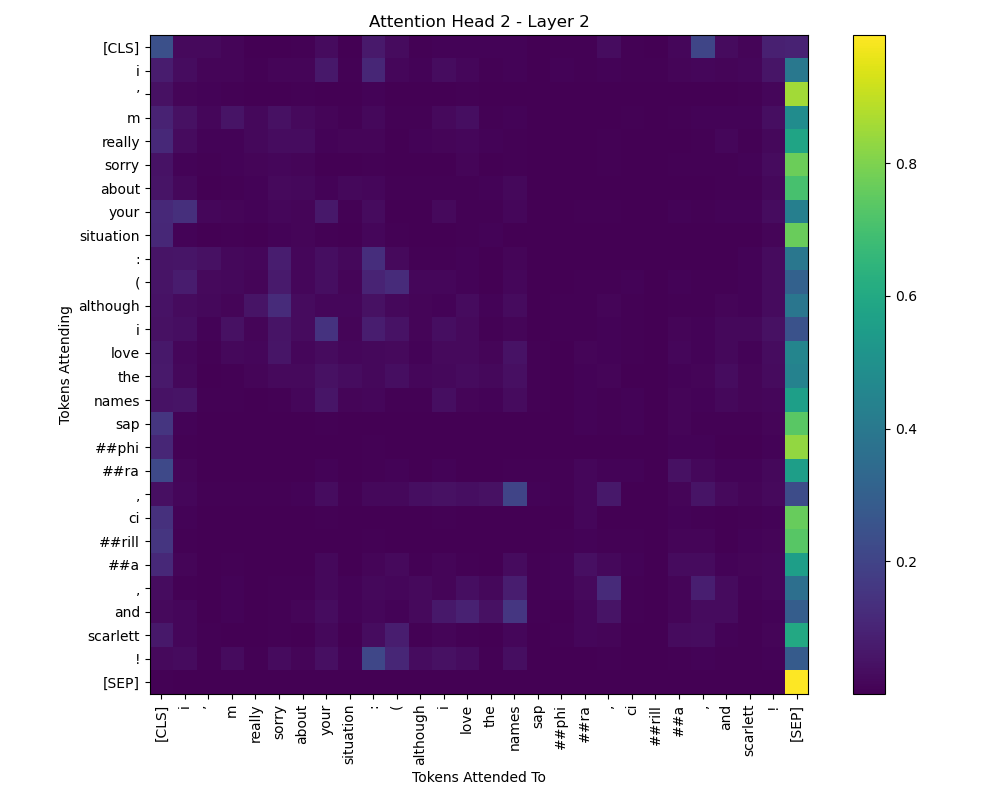 Attention Head 2 - Layer 2
Tokens Attending
[CLS]
i
’
m
really
sorry
about
your
situation
:
(
although
i
love
the
names
sap
##phi
##ra
,
ci
##rill
##a
,
and
scarlett
!
[SEP]
[CLS]
i
’
m
really
sorry
about
your
situation
:
(
although
i
love
the
names
sap
##phi
##ra
,
ci
##rill
##a
,
and
scarlett
!
[SEP]
Tokens Attended To
0.8
0.6
0.4
0.2